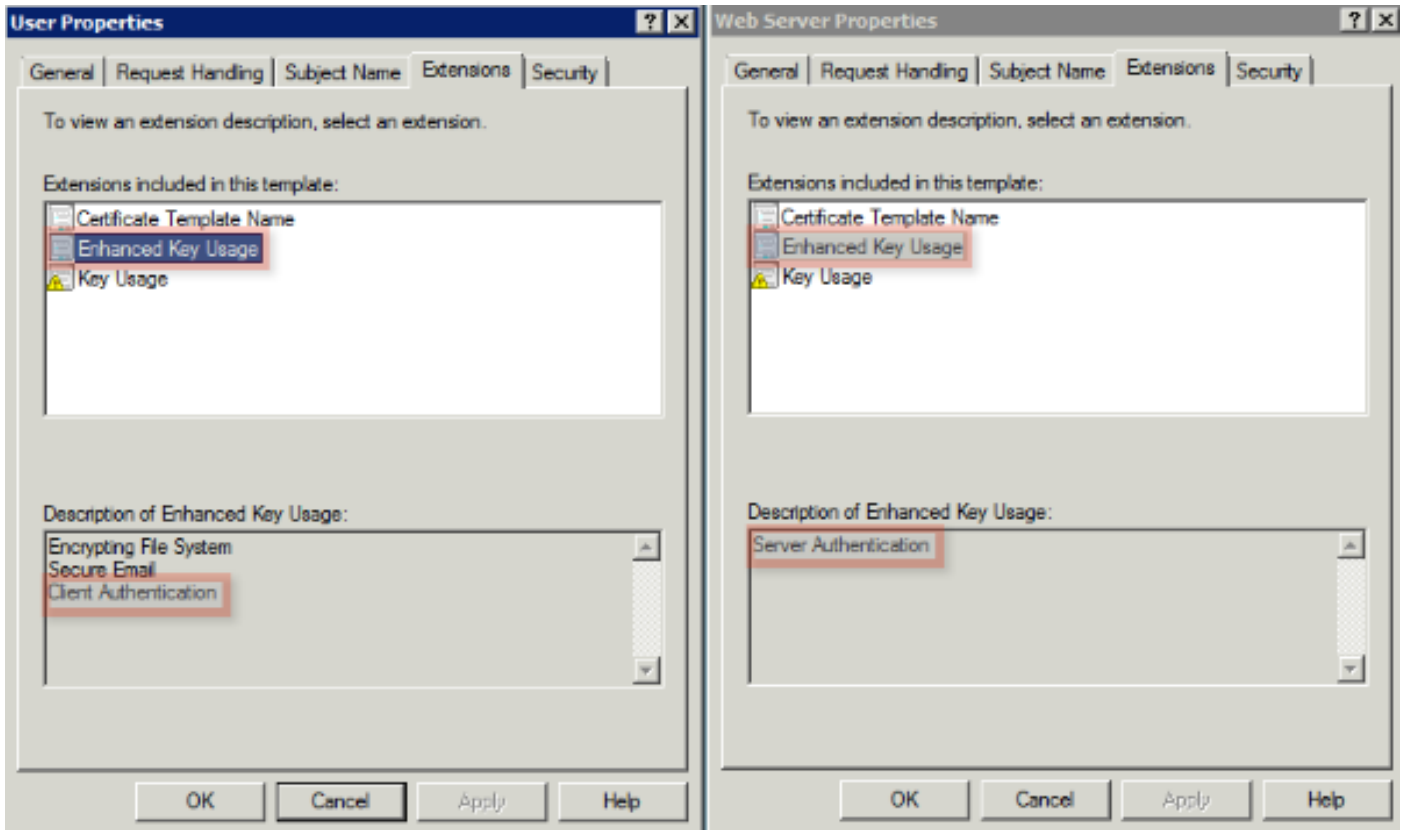 User Properties
? X
General Request Handling Subject Name Extensions Security
To view an extension description, select an extension.
Extensions included in this template:
Certificate Template Name
Enhanced Key Usage
Key Usage
Description of Enhanced Key Usage:
Encrypting File System
Secure Email
Client Authentication
OK Cancel Apply Help
Web Server Properties
? X
General Request Handling Subject Name Extensions Security
To view an extension description, select an extension.
Extensions included in this template:
Certificate Template Name
Enhanced Key Usage
Key Usage
Description of Enhanced Key Usage:
Server Authentication
OK Cancel Apply Help